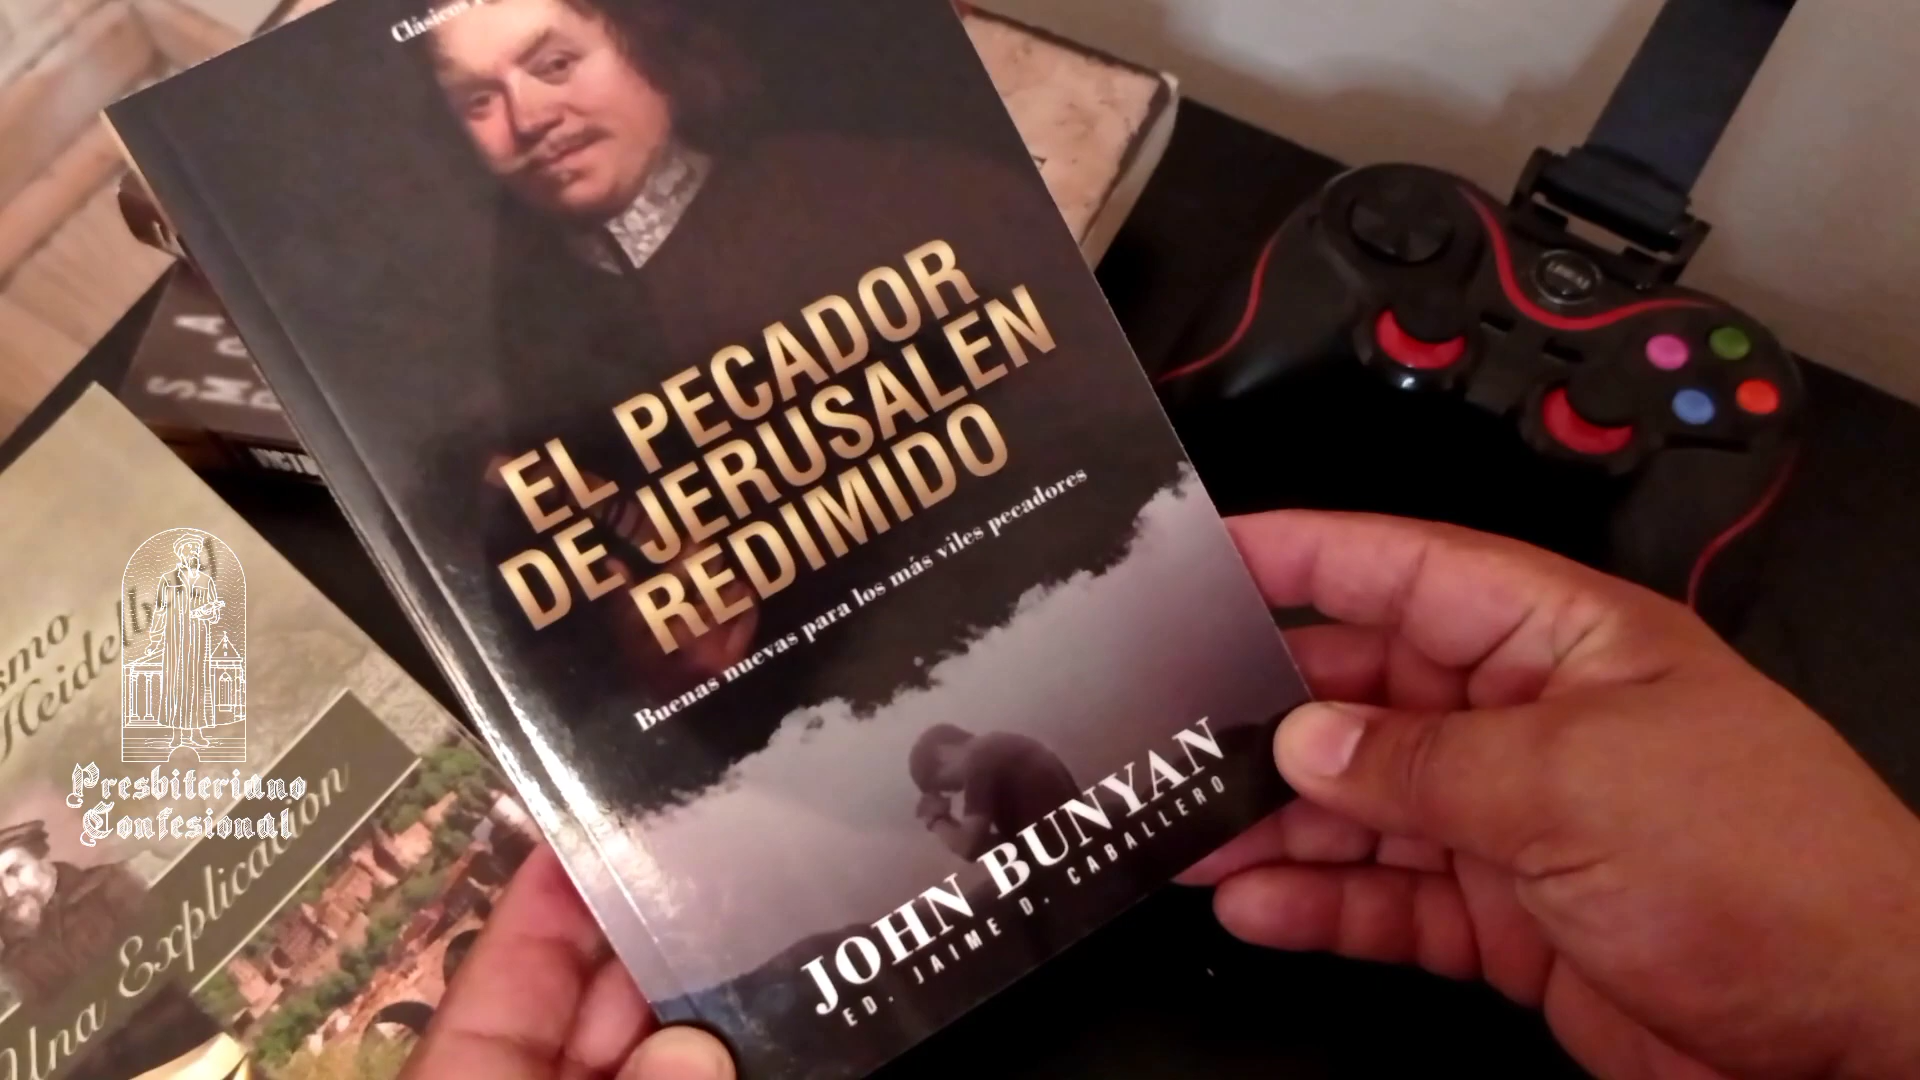 Clásicos
EL PECADOR
DE JERUSALEN
REDIMIDO
Buenas nuevas para los más viles pecadores
JOHN BUNYAN
ED. JAIME D. CABALLERO
Presbiteriano
Confesional
Una Explicación